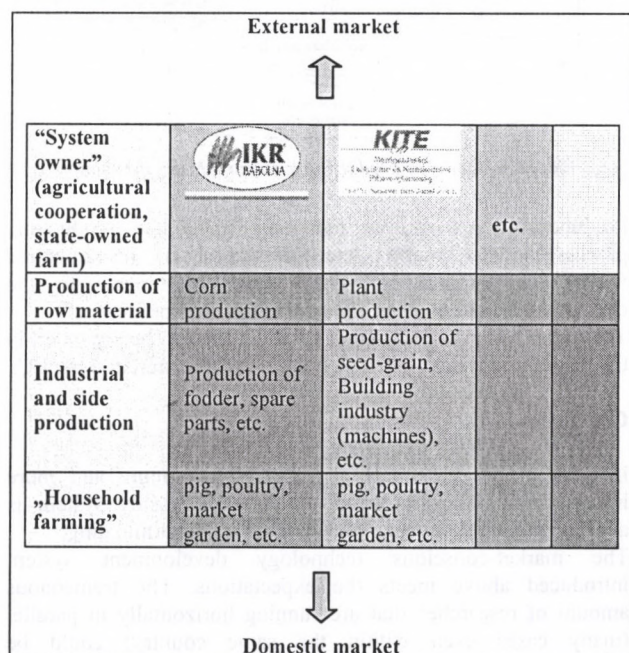 External market
"System
owner"
(agricultural
cooperation,
state-owned
farm)
IKR
BÁBOLNA
KITE
etc.
Production of
row material
Corn
production
Plant
production
Industrial
and side
production
Production of
fodder, spare
parts, etc.
Production of
seed-grain,
Building
industry
(machines),
etc.
„Household
farming"
pig, poultry,
market
garden, etc.
pig, poultry,
market
garden, etc.
Domestic market